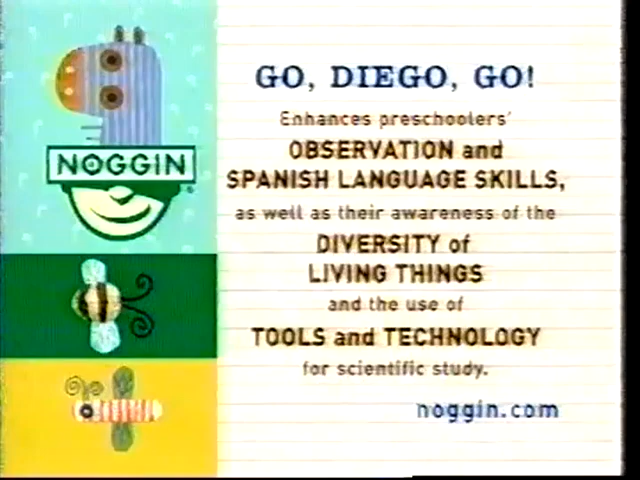 GO, DIEGO, GO!
Enhances preschoolers'
OBSERVATION and
SPANISH LANGUAGE SKILLS,
as well as their awareness of the
DIVERSITY of
LIVING THINGS
and the use of
TOOLS and TECHNOLOGY
for scientific study.
noggin.com
NOGGIN